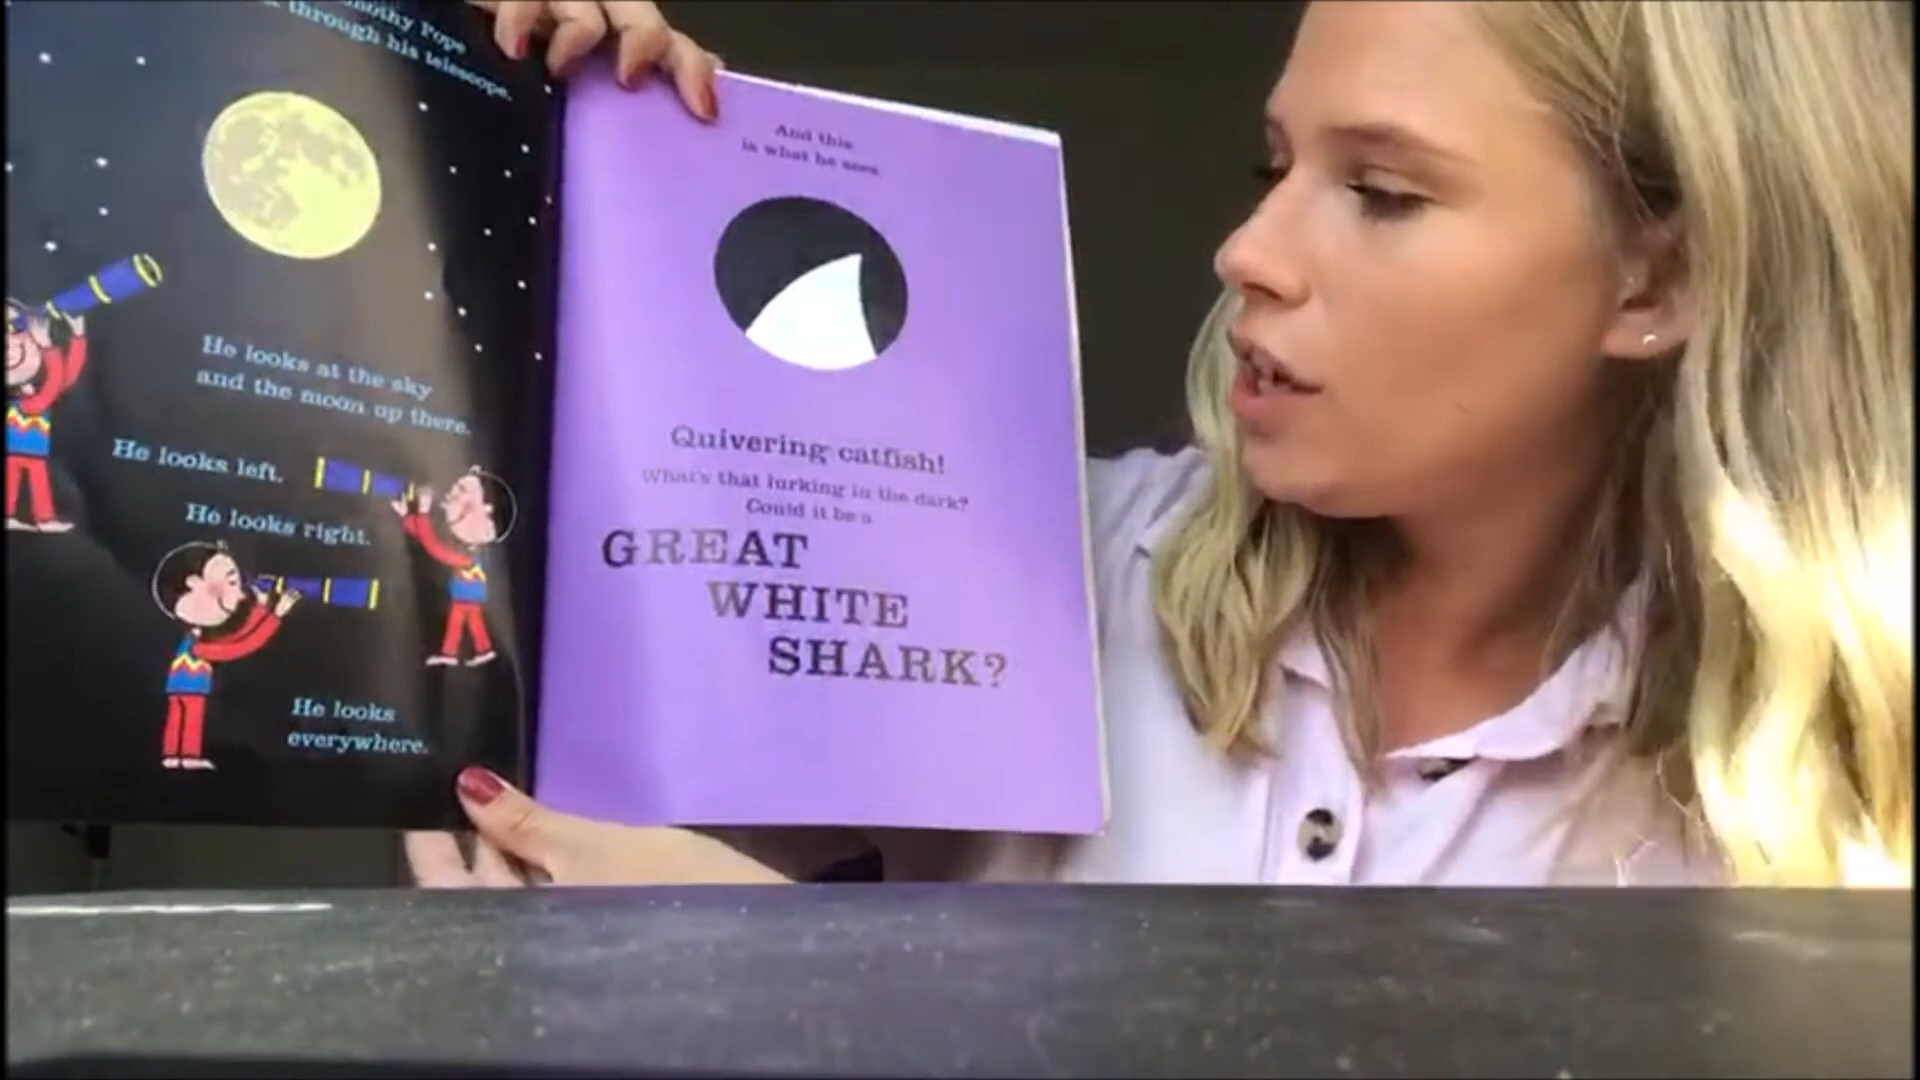 Pope
through his telescope.
He looks at the sky
and the moon up there.
He looks left.
He looks right.
He looks
everywhere.
And this
is what he sees
Quivering catfish!
What's that lurking in the dark?
Could it be a
GREAT
WHITE
SHARK?